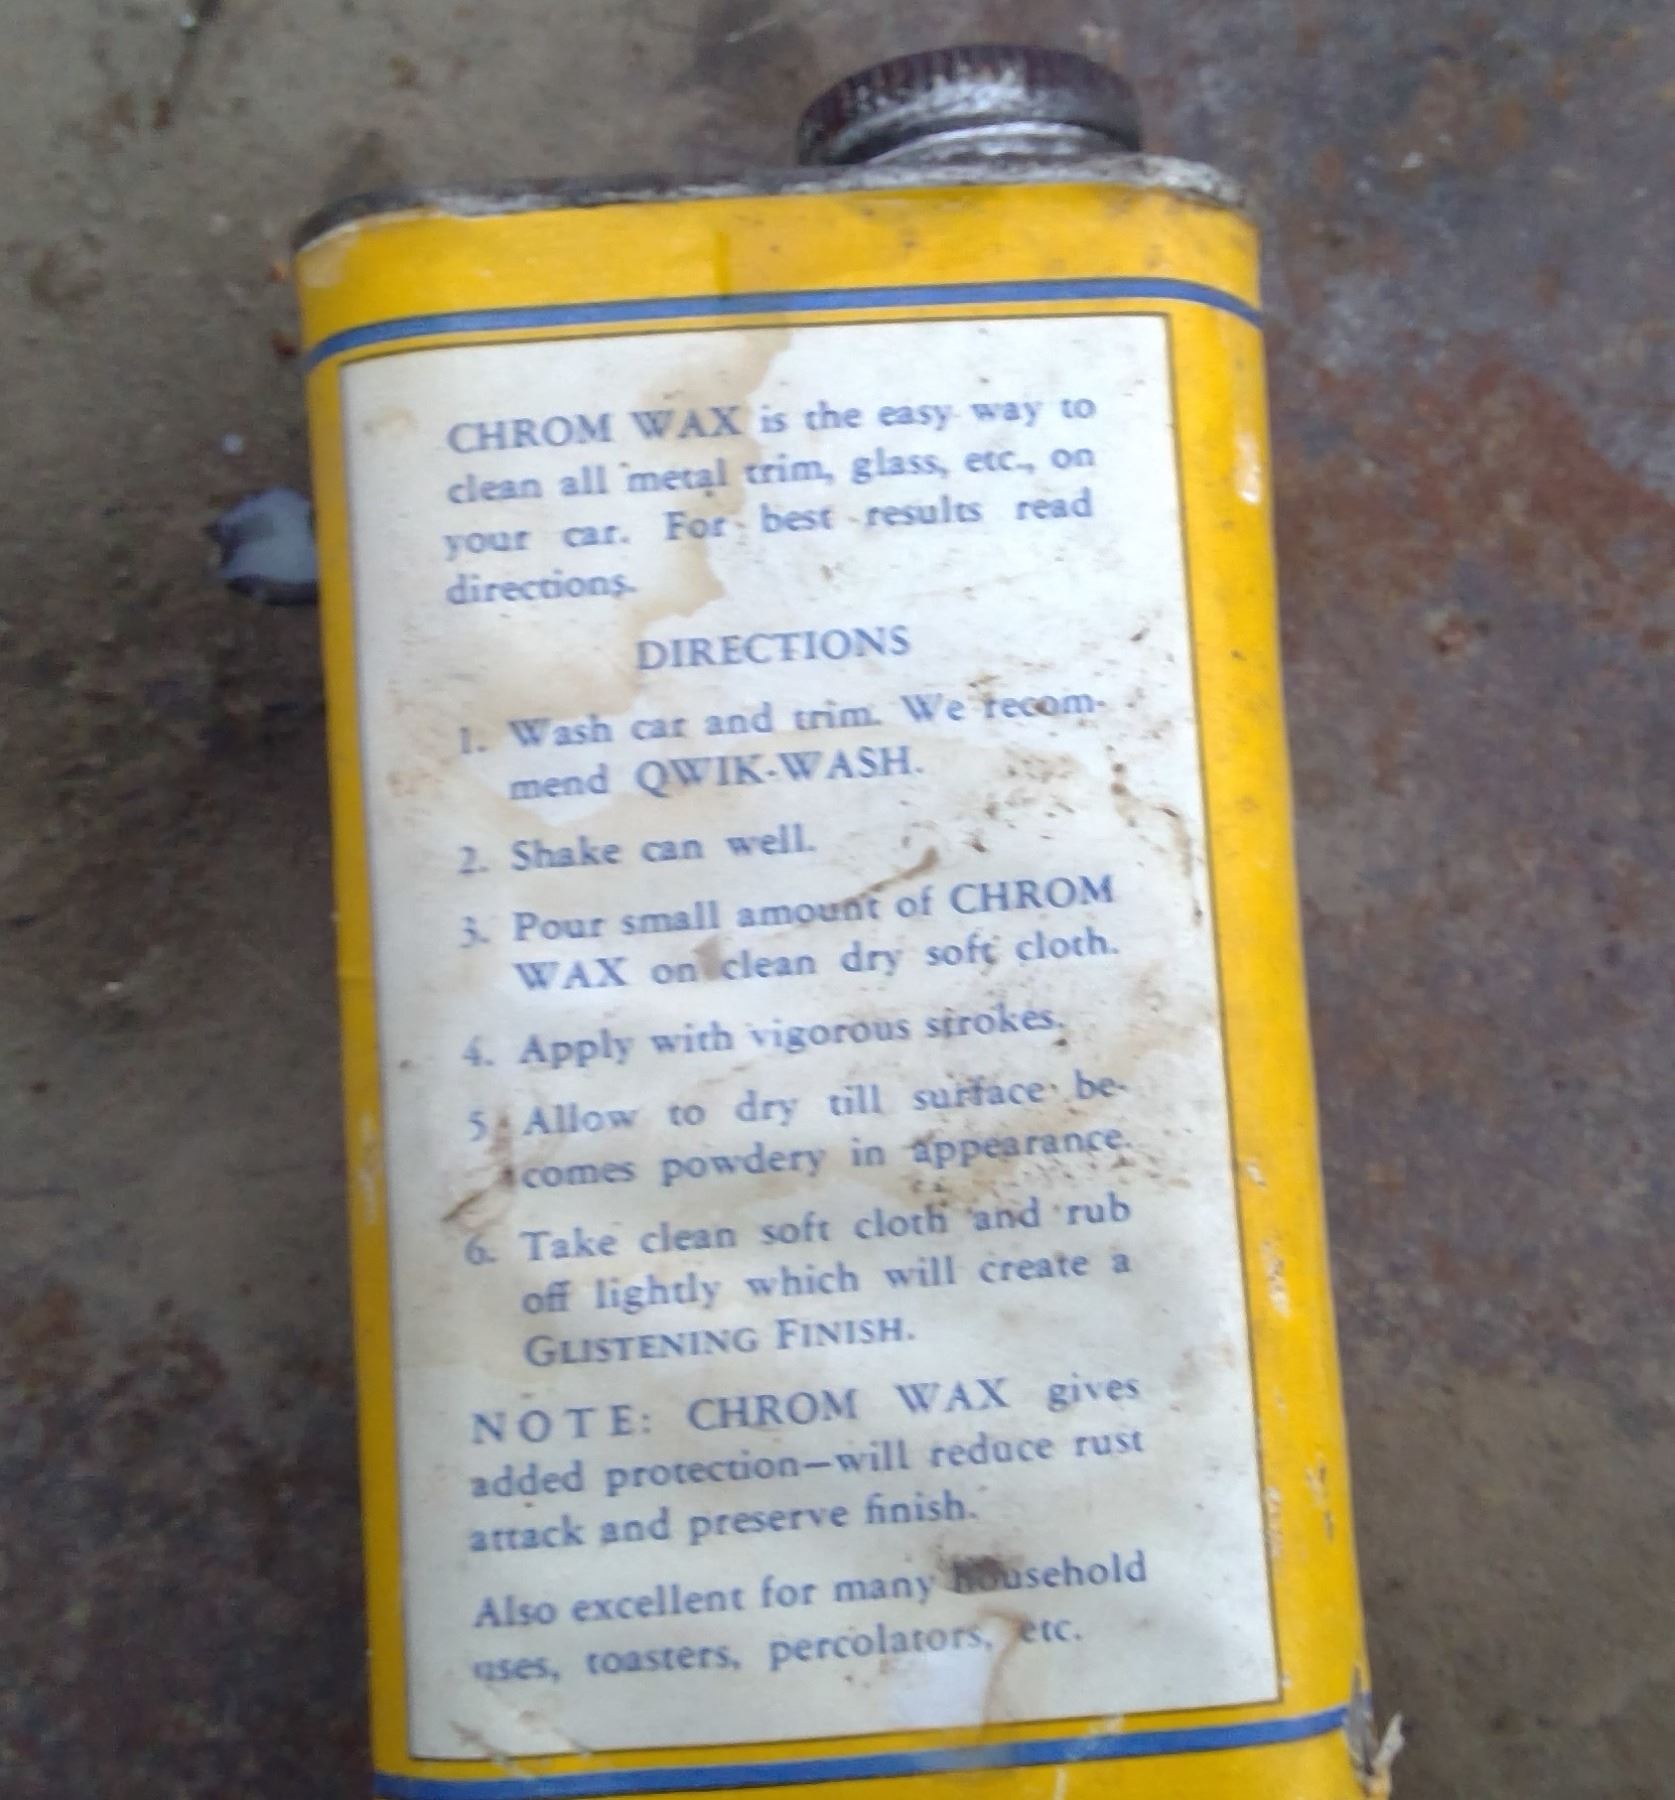 CHROM WAX is the easy way to
clean all metal trim, glass, etc., on
your car. For best results read
directions.
DIRECTIONS
1. Wash car and trim. We recom-
mend QWIK-WASH.
2. Shake can well.
3. Pour small amount of CHROM
WAX on clean dry soft cloth.
4. Apply with vigorous strokes.
5. Allow to dry till surface be-
comes powdery in appearance.
6. Take clean soft cloth and rub
off lightly which will create a
GLISTENING FINISH.
NOTE: CHROM WAX gives
added protection—will reduce rust
attack and preserve finish.
Also excellent for many household
uses, toasters, percolators, etc.